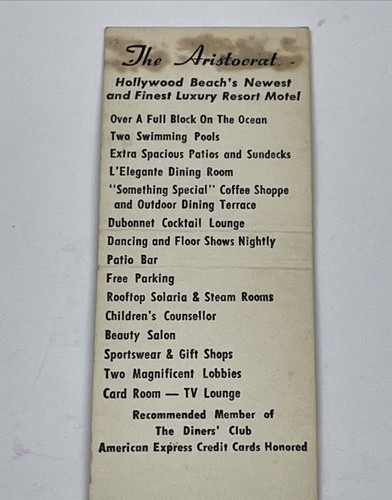 The Aristocrat
Hollywood Beach's Newest
and Finest Luxury Resort Motel
Over A Full Block On The Ocean
Two Swimming Pools
Extra Spacious Patios and Sundecks
L'Elegante Dining Room
"Something Special" Coffee Shoppe
and Outdoor Dining Terrace
Dubonnet Cocktail Lounge
Dancing and Floor Shows Nightly
Patio Bar
Free Parking
Rooftop Solaria & Steam Rooms
Children's Counsellor
Beauty Salon
Sportswear & Gift Shops
Two Magnificent Lobbies
Card Room — TV Lounge
Recommended Member of
The Diners' Club
American Express Credit Cards Honored